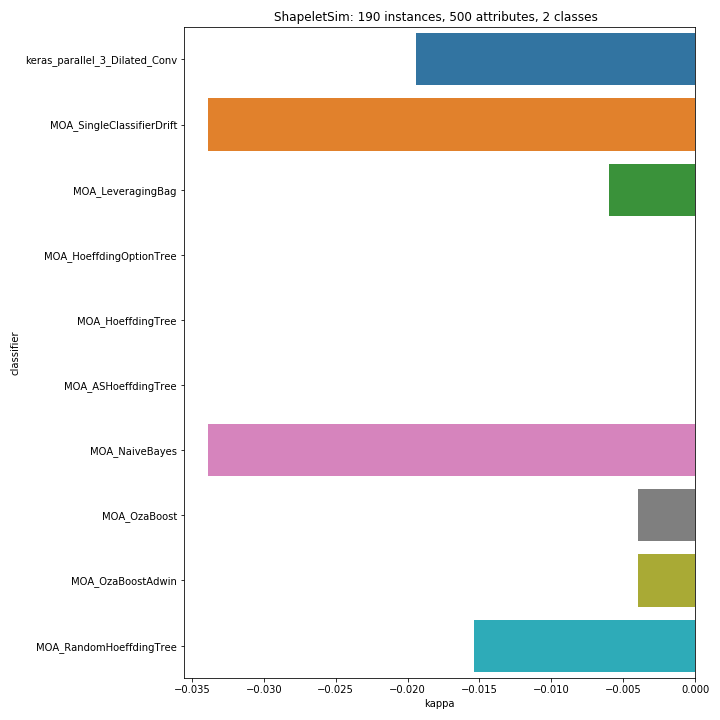 ShapeletSim: 190 instances, 500 attributes, 2 classes
keras_parallel_3_Dilated_Conv
MOA_SingleClassifierDrift
MOA_LeveragingBag
MOA_HoeffdingOptionTree
MOA_HoeffdingTree
MOA_ASHoeffdingTree
MOA_NaiveBayes
MOA_OzaBoost
MOA_OzaBoostAdwin
MOA_RandomHoeffdingTree
classifier
−0.035 −0.030 −0.025 −0.020 −0.015 −0.010 −0.005 0.000
kappa